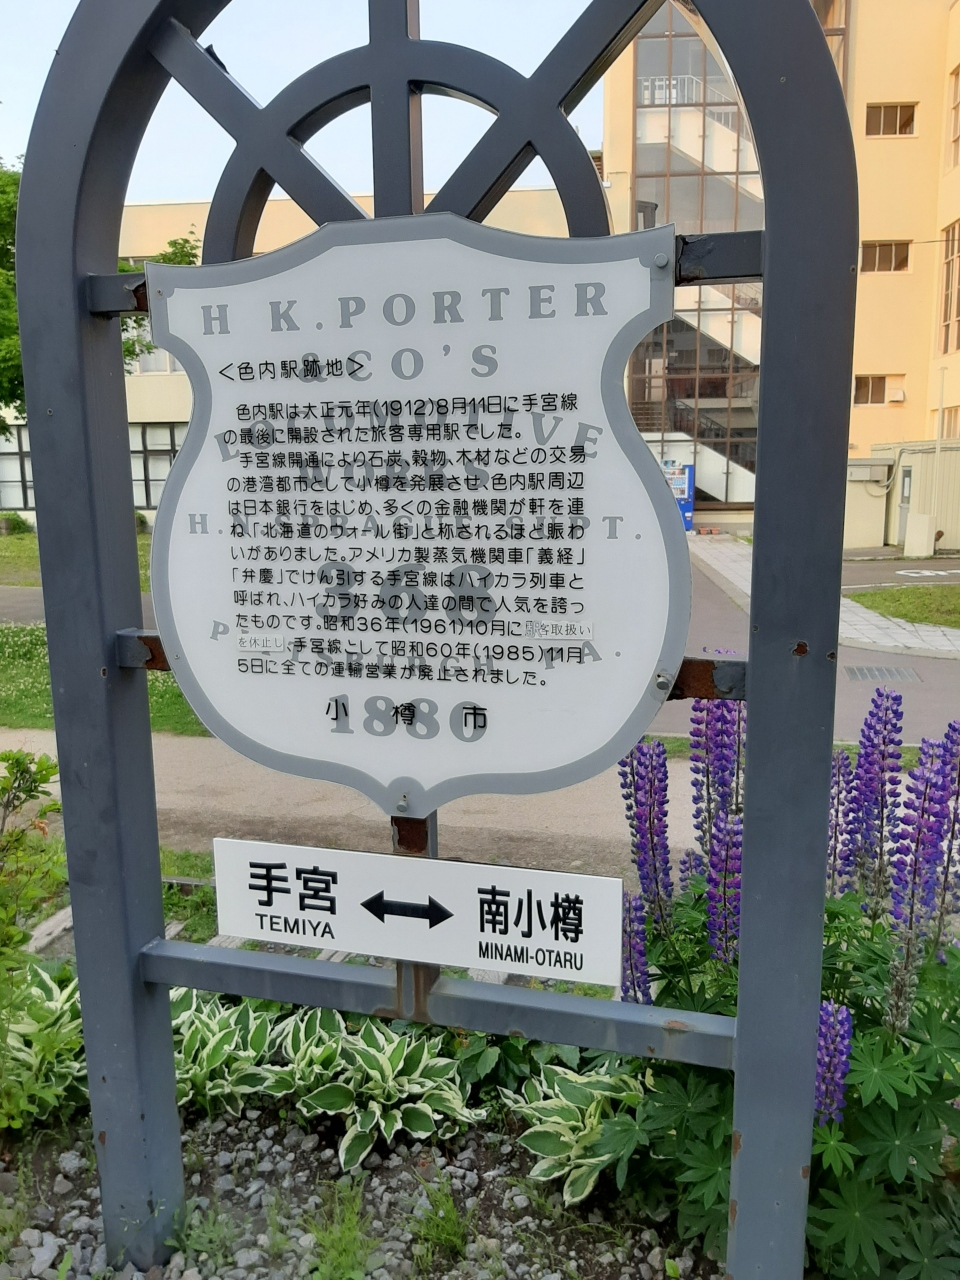 H K. PORTER
& CO'S
<色内駅跡地>
色内駅は大正元年(1912)8月11日に手宮線
の最後に開設された旅客専用駅でした。
手宮線開通により石炭、穀物、木材などの交易
の港湾都市として小樽を発展させ、色内駅周辺
は日本銀行をはじめ、多くの金融機関が軒を連
ね、「北海道のウォール街」と称されるほど賑わ
いがありました。アメリカ製蒸気機関車「義経」
「弁慶」でけん引する手宮線はハイカラ列車と
呼ばれ、ハイカラ好みの人達の間で人気を誇っ
たものです。昭和36年(1961)10月に旅客取扱い
を休止し、手宮線として昭和60年(1985)11月
5日に全ての運輸営業が廃止されました。
小樽市
1880
手宮 ↔ 南小樽
TEMIYA MINAMI-OTARU